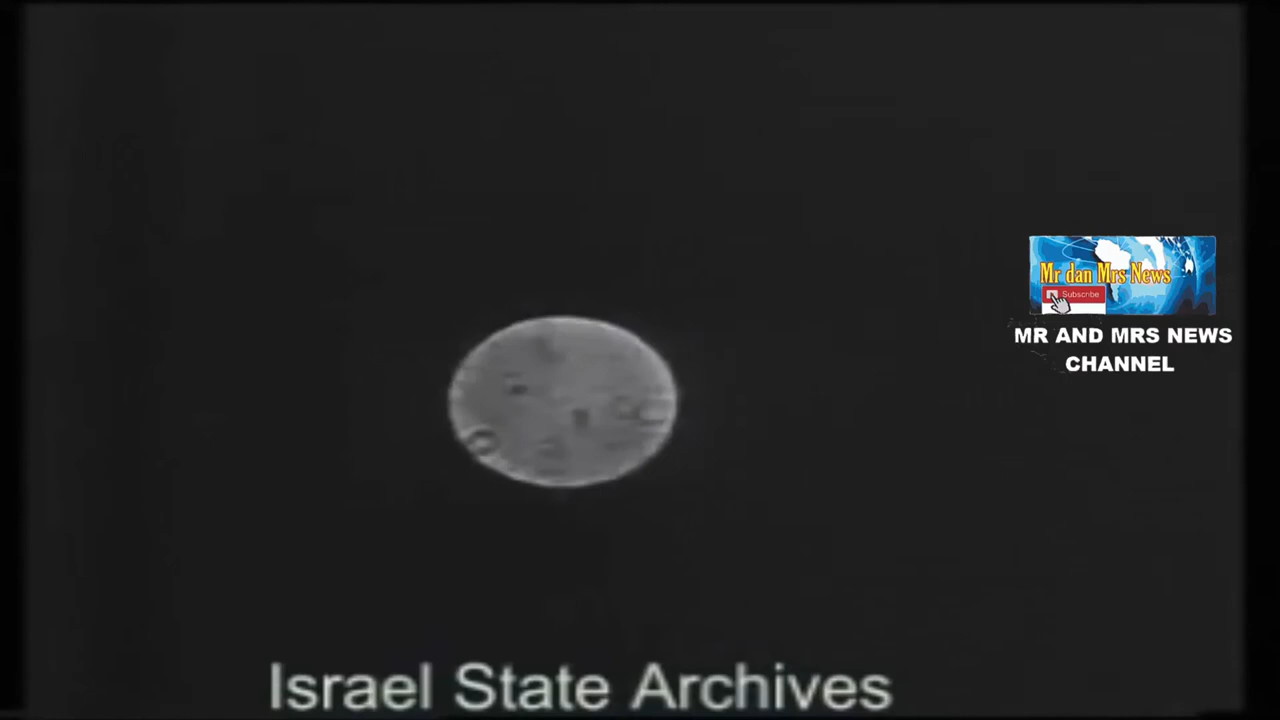 Mr dan Mrs News
Subscribe
MR AND MRS NEWS
CHANNEL
Israel State Archives